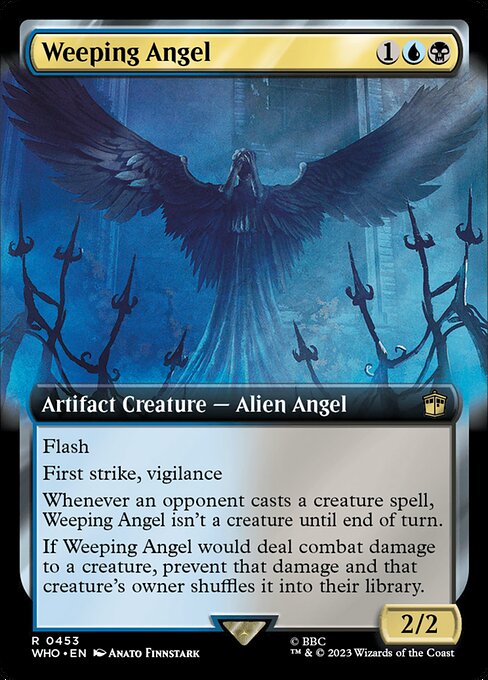 Weeping Angel 1
Artifact Creature — Alien Angel
Flash
First strike, vigilance
Whenever an opponent casts a creature spell,
Weeping Angel isn't a creature until end of turn.
If Weeping Angel would deal combat damage
to a creature, prevent that damage and that
creature's owner shuffles it into their library.
2/2
R 0453
WHO • EN Anato Finnstark
© BBC
™ & © 2023 Wizards of the Coast